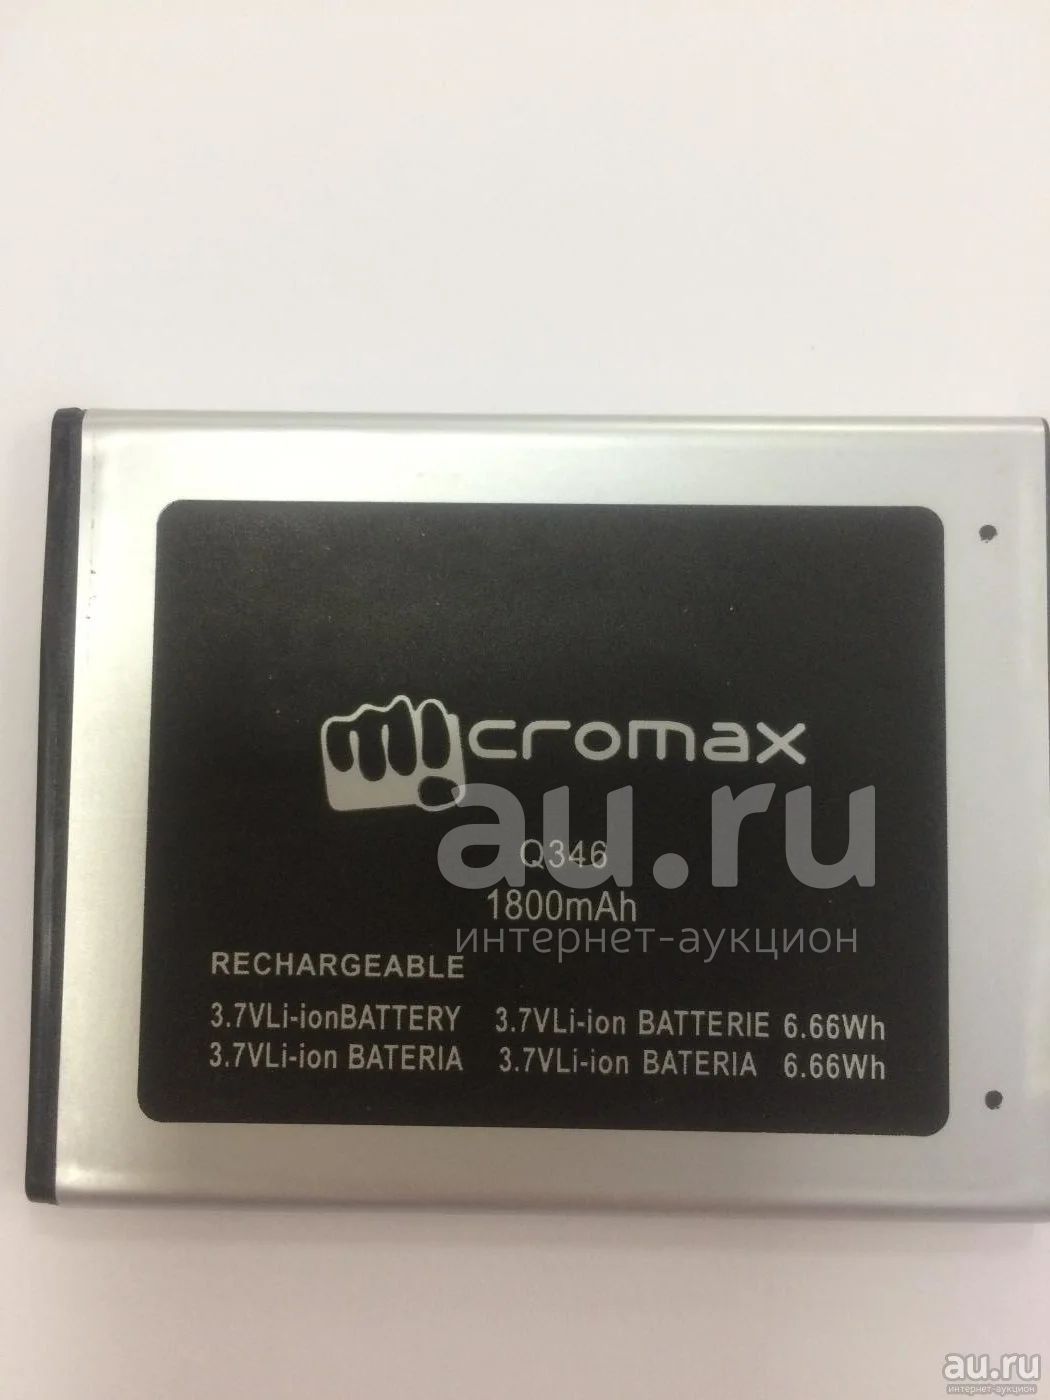 micromax
au.ru
Q346
1800mAh
интернет-аукцион
RECHARGEABLE
3.7VLi-ionBATTERY 3.7VLi-ion BATTERIE 6.66Wh
3.7VLi-ion BATERIA 3.7VLi-ion BATERIA 6.66Wh
au.ru
интернет-аукцион